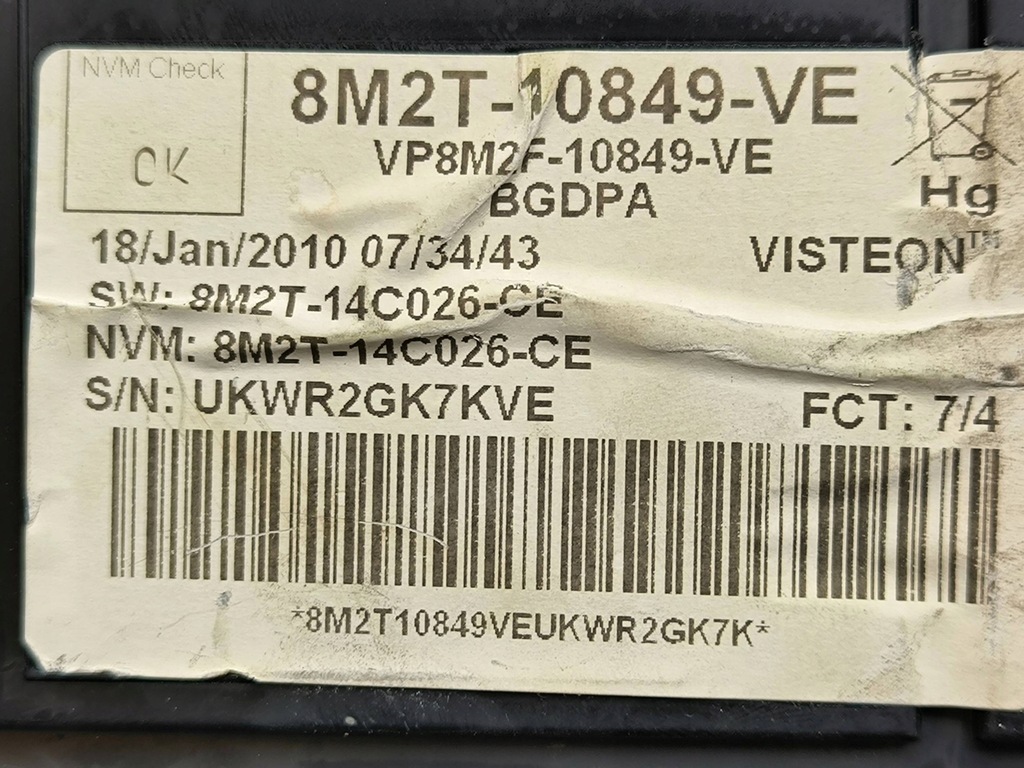 NVM Check
OK
8M2T-10849-VE
VP8M2F-10849-VE
BGDPA
Hg
18/Jan/2010 07/34/43
VISTEON™
SW: 8M2T-14C026-CE
NVM: 8M2T-14C026-CE
S/N: UKWR2GK7KVE
FCT: 7/4
*8M2T10849VEUKWR2GK7K*